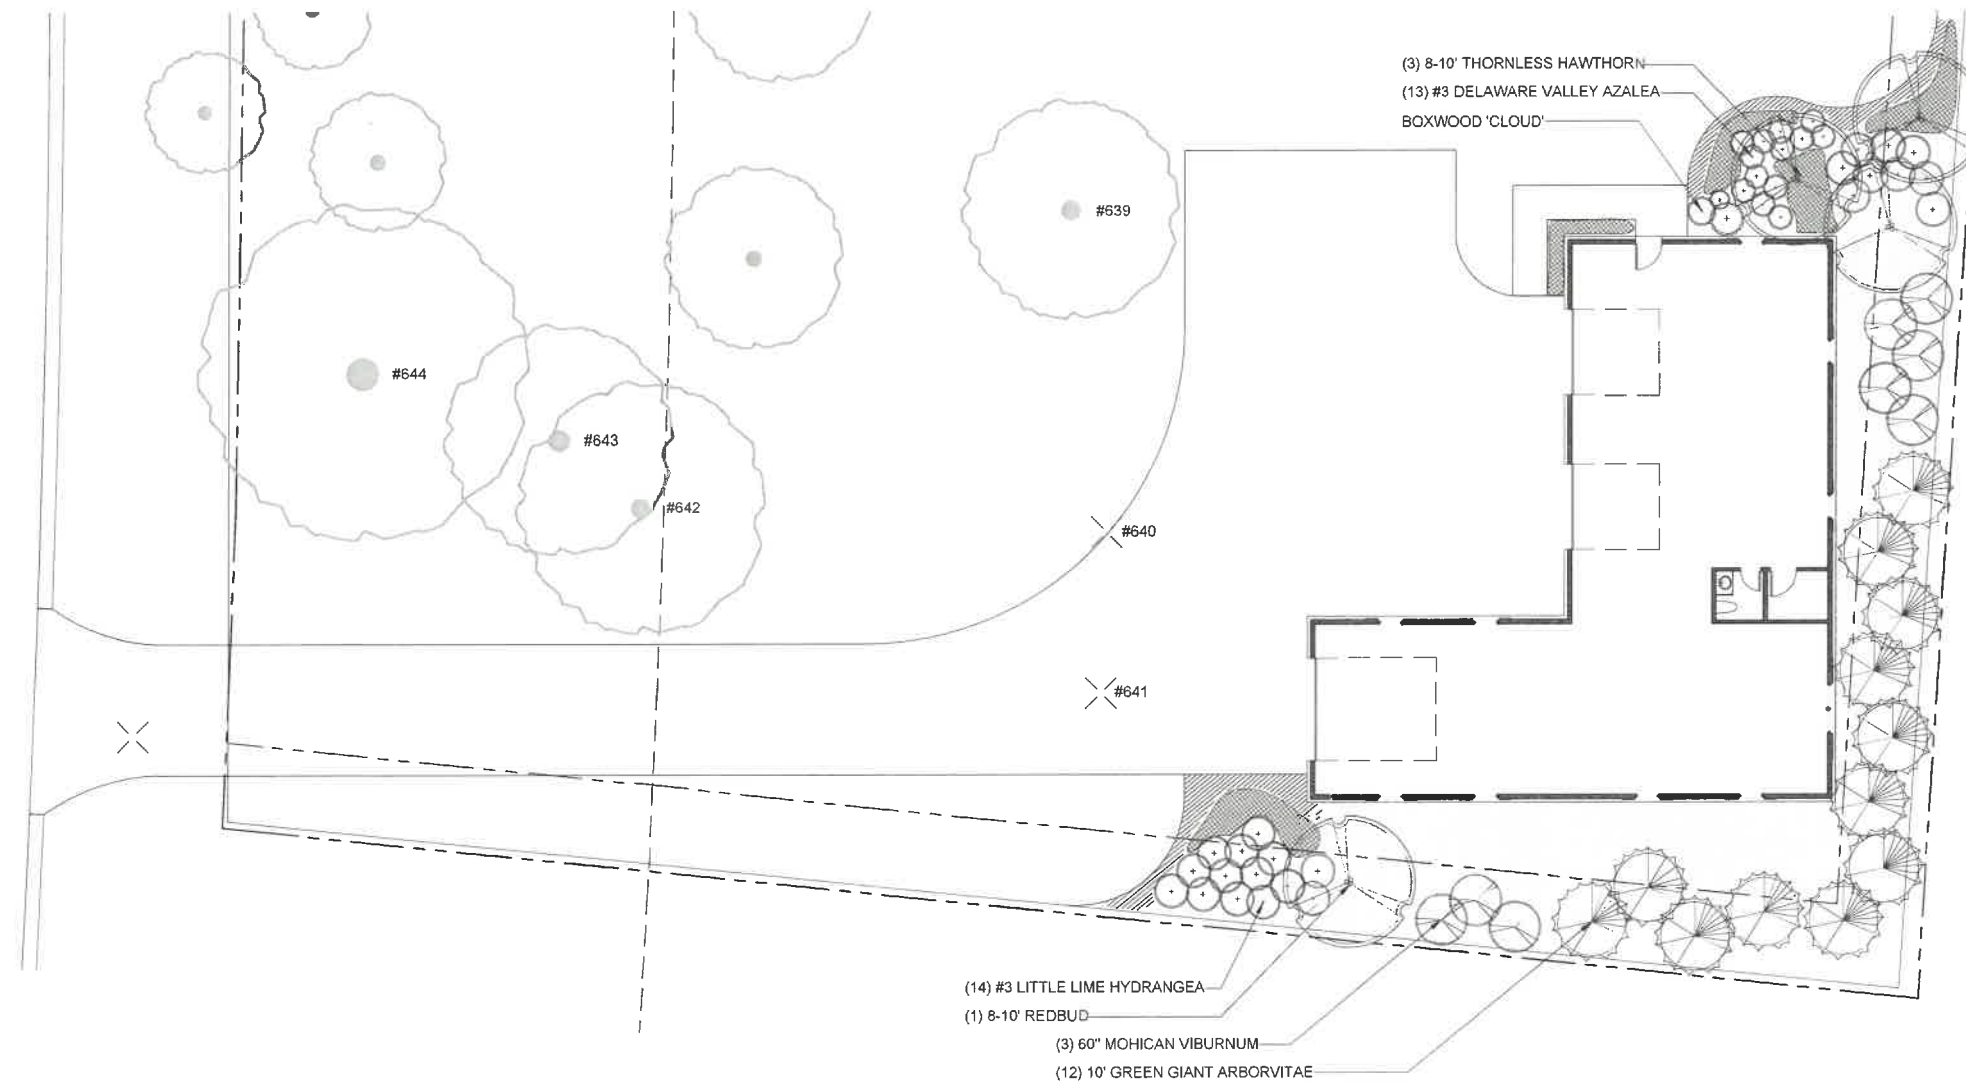 (3) 8-10' THORNLESS HAWTHORN
(13) #3 DELAWARE VALLEY AZALEA
BOXWOOD 'CLOUD'
#639
#644
#643
#642
#640
#641
(14) #3 LITTLE LIME HYDRANGEA
(1) 8-10' REDBUD
(3) 60" MOHICAN VIBURNUM
(12) 10' GREEN GIANT ARBORVITAE